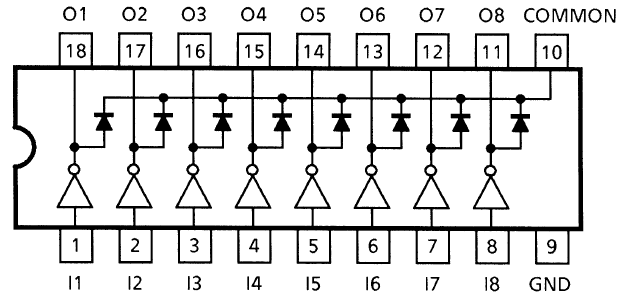 O1 O2 O3 O4 O5 O6 O7 O8 COMMON
18 17 16 15 14 13 12 11 10
1 2 3 4 5 6 7 8 9
I1 I2 I3 I4 I5 I6 I7 I8 GND